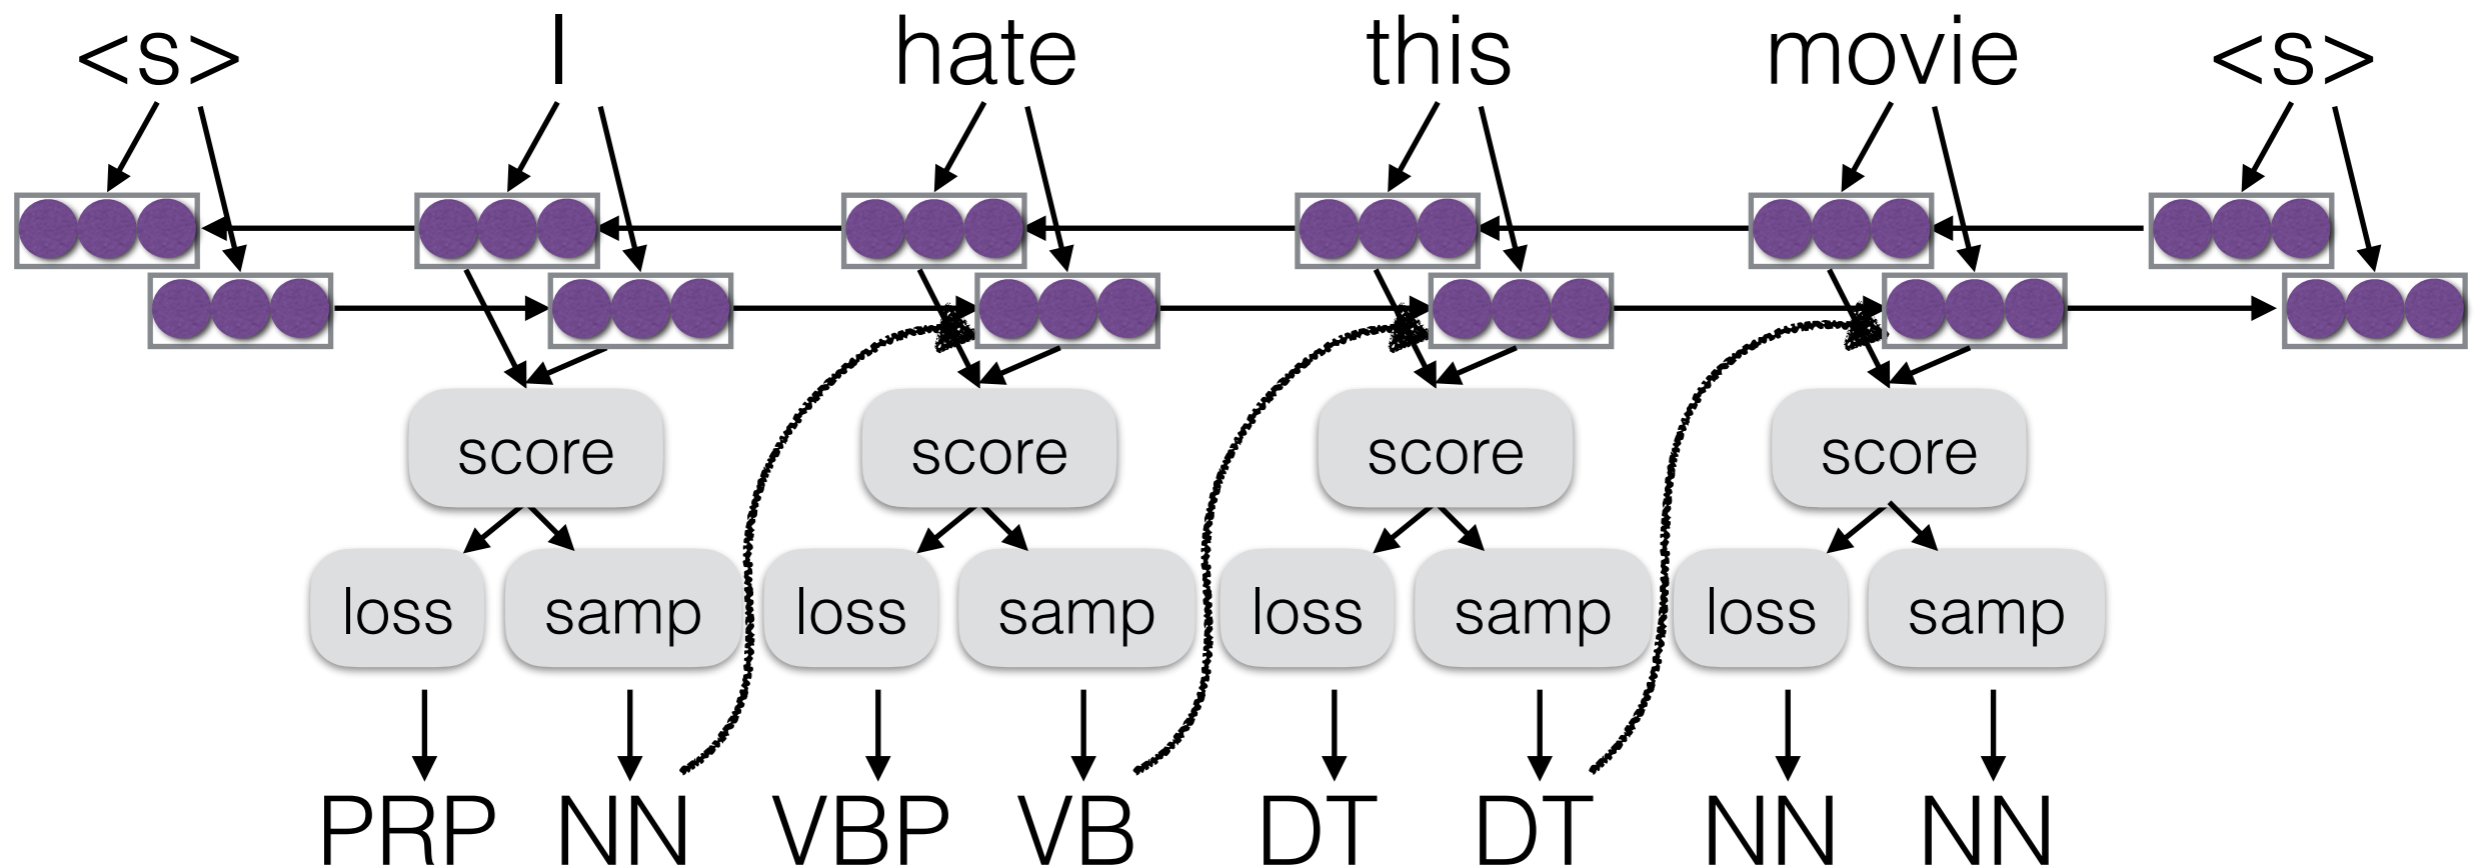 <s> I hate this movie <s>
score score score score
loss samp loss samp loss samp loss samp
PRP NN VBP VB DT DT NN NN